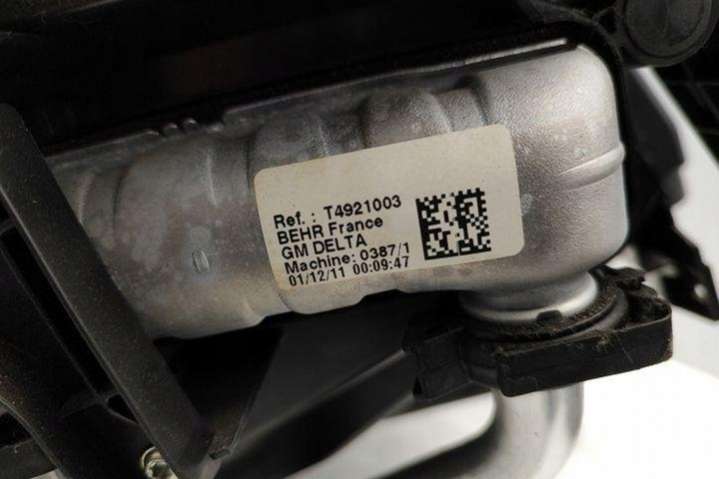 Ref. : T4921003
BEHR France
GM DELTA
Machine: 0387/1
01/12/11 00:09:47